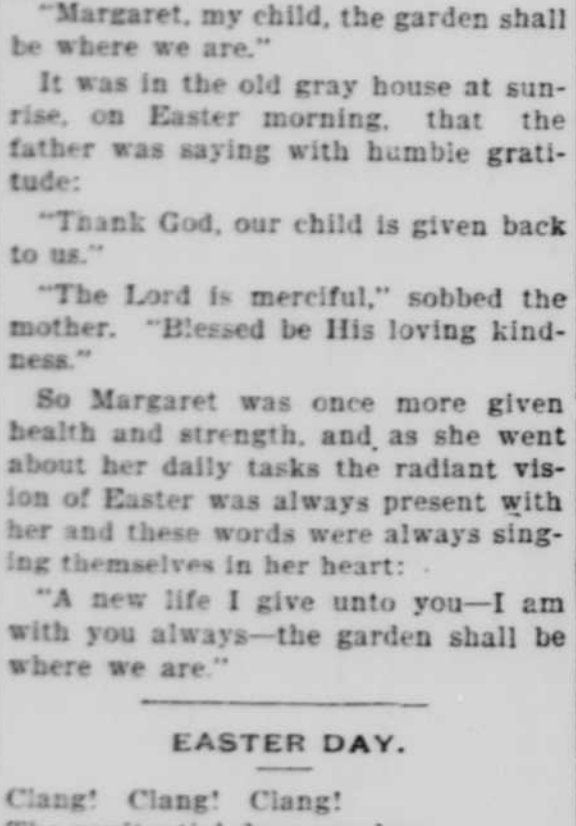 "Margaret, my child, the garden shall
be where we are."
It was in the old gray house at sun-
rise, on Easter morning, that the
father was saying with humble grati-
tude:
"Thank God, our child is given back
to us."
"The Lord is merciful," sobbed the
mother. "Blessed be His loving kind-
ness."
So Margaret was once more given
health and strength, and, as she went
about her daily tasks the radiant vis-
ion of Easter was always present with
her and these words were always sing-
ing themselves in her heart:
"A new life I give unto you—I am
with you always—the garden shall be
where we are."
EASTER DAY.
Clang! Clang! Clang!